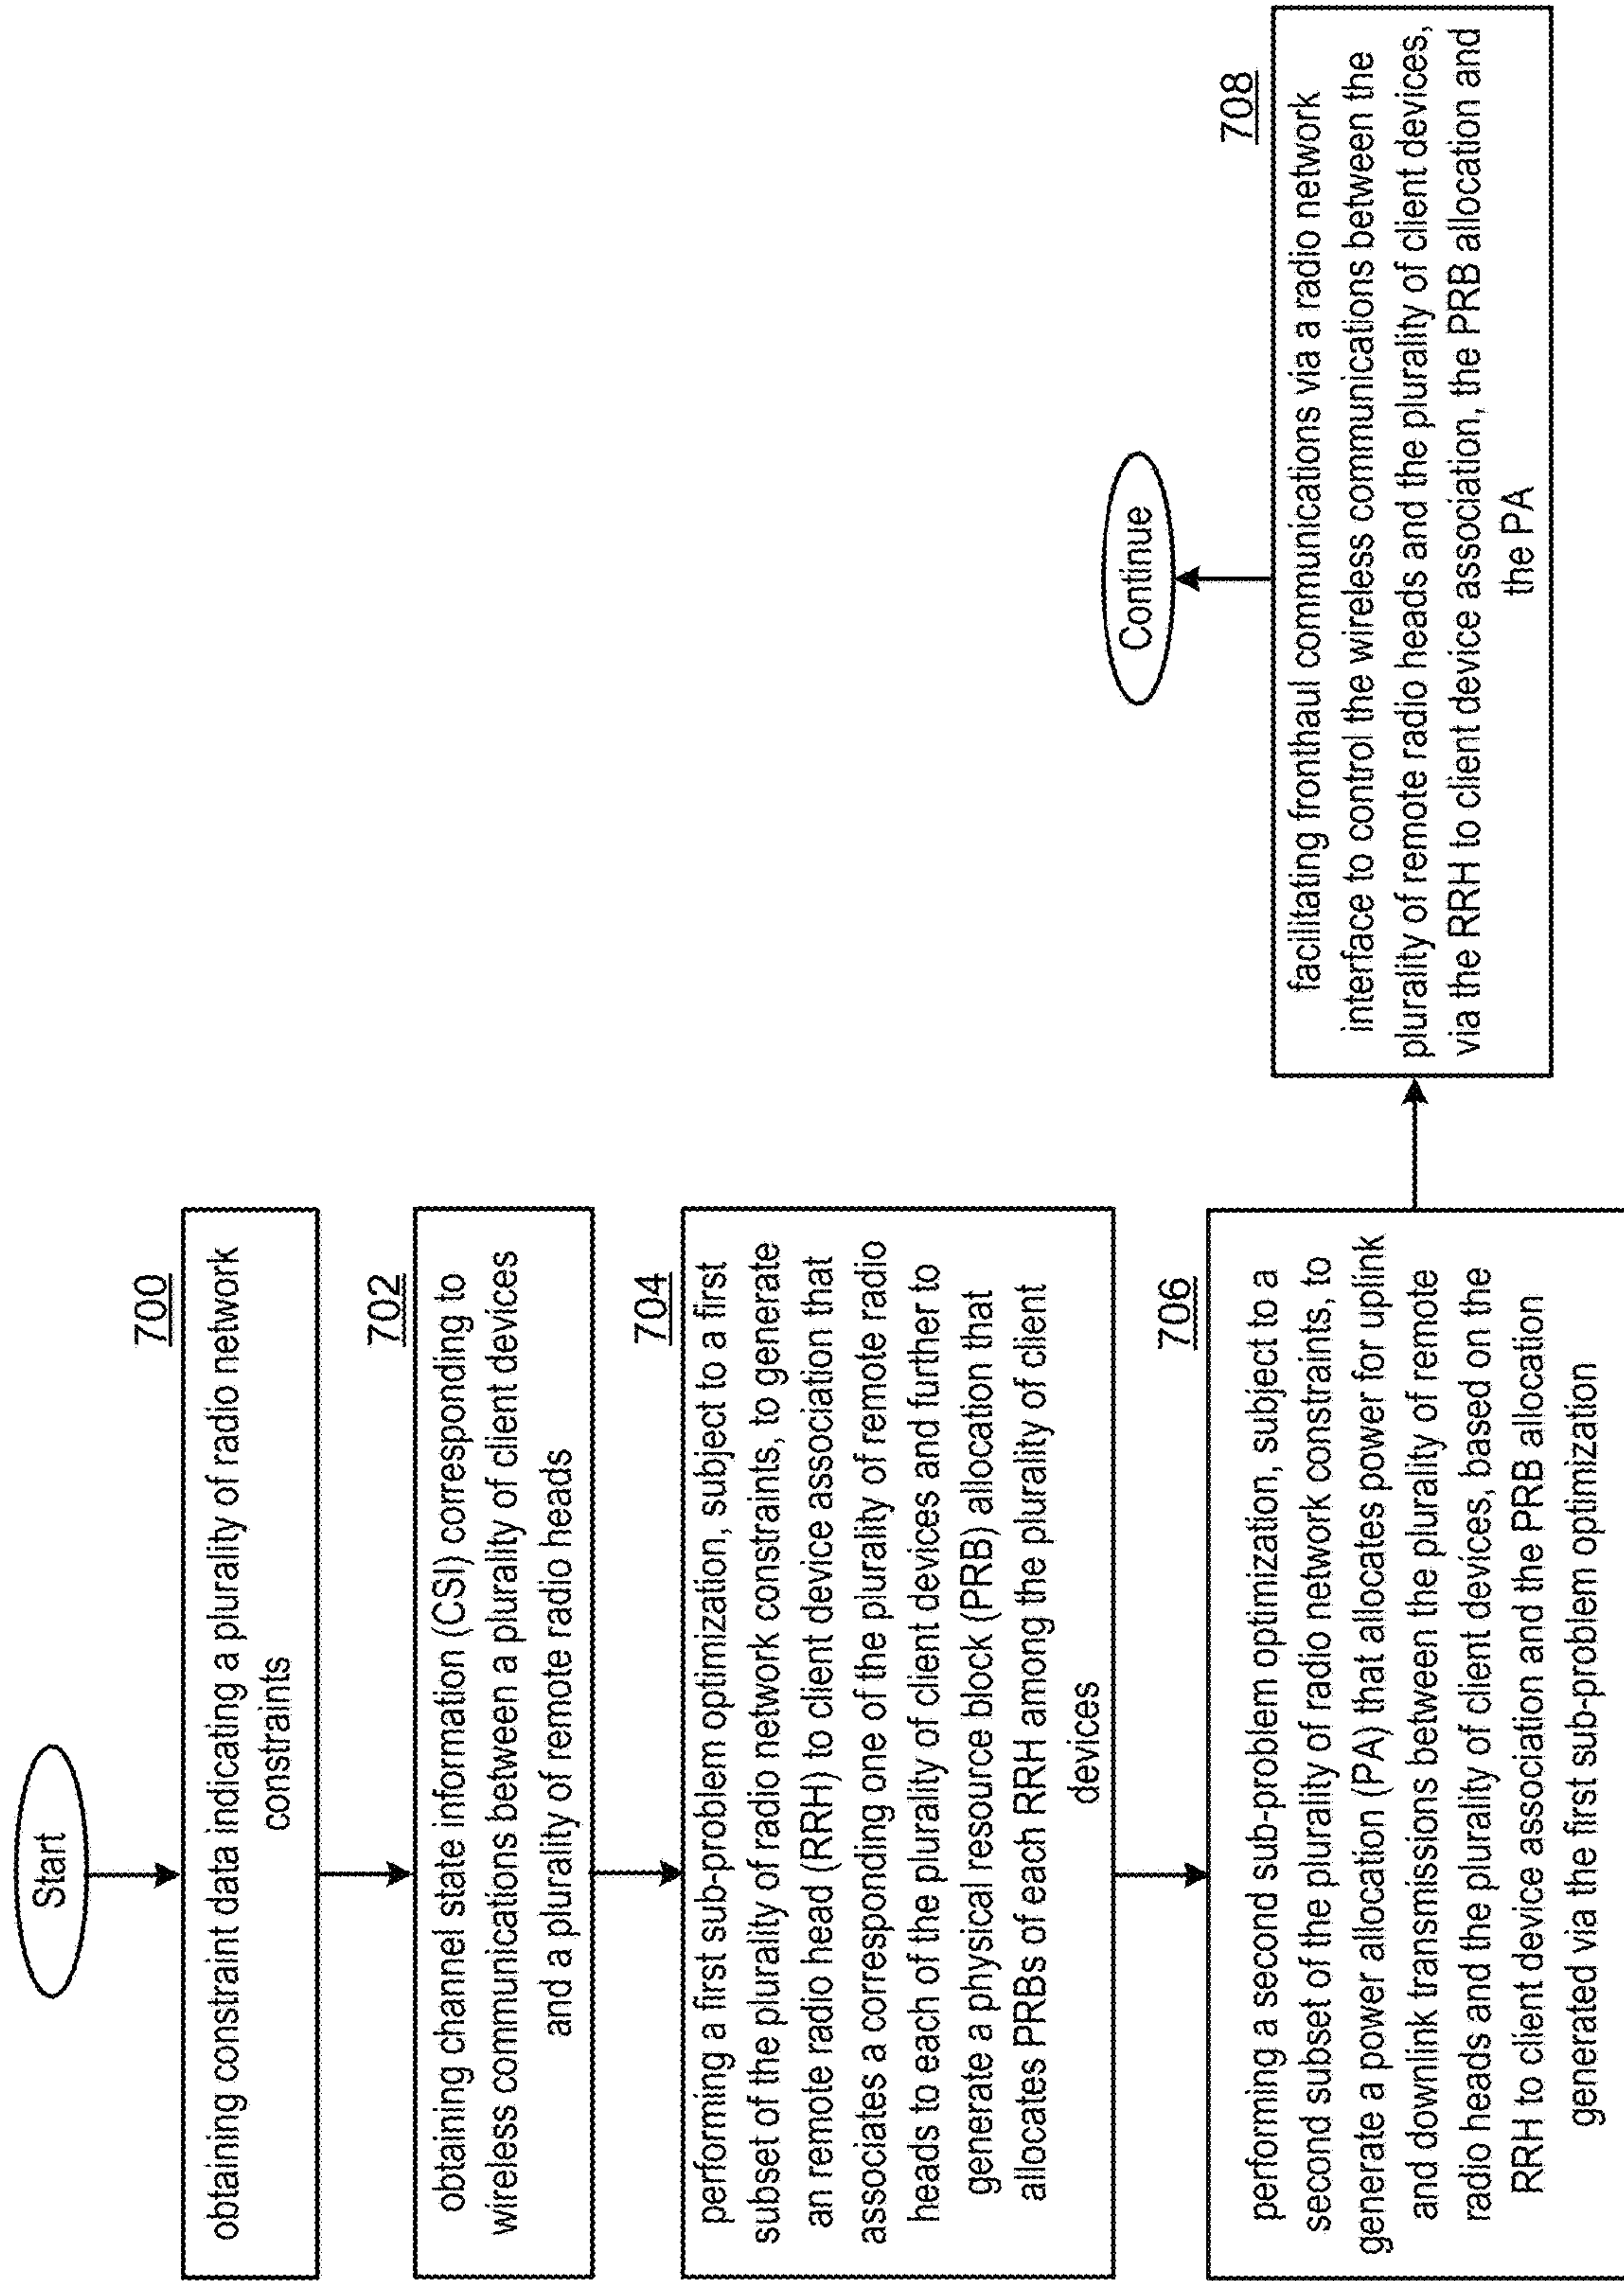 Start
700
obtaining constraint data indicating a plurality of radio network
constraints
702
obtaining channel state information (CSI) corresponding to
wireless communications between a plurality of client devices
and a plurality of remote radio heads
704
performing a first sub-problem optimization, subject to a first
subset of the plurality of radio network constraints, to generate
an remote radio head (RRH) to client device association that
associates a corresponding one of the plurality of remote radio
heads to each of the plurality of client devices and further to
generate a physical resource block (PRB) allocation that
allocates PRBs of each RRH among the plurality of client
devices
706
performing a second sub-problem optimization, subject to a
second subset of the plurality of radio network constraints, to
generate a power allocation (PA) that allocates power for uplink
and downlink transmissions between the plurality of remote
radio heads and the plurality of client devices, based on the
RRH to client device association and the PRB allocation
generated via the first sub-problem optimization
708
facilitating fronthaul communications via a radio network
interface to control the wireless communications between the
plurality of remote radio heads and the plurality of client devices,
via the RRH to client device association, the PRB allocation and
the PA
Continue